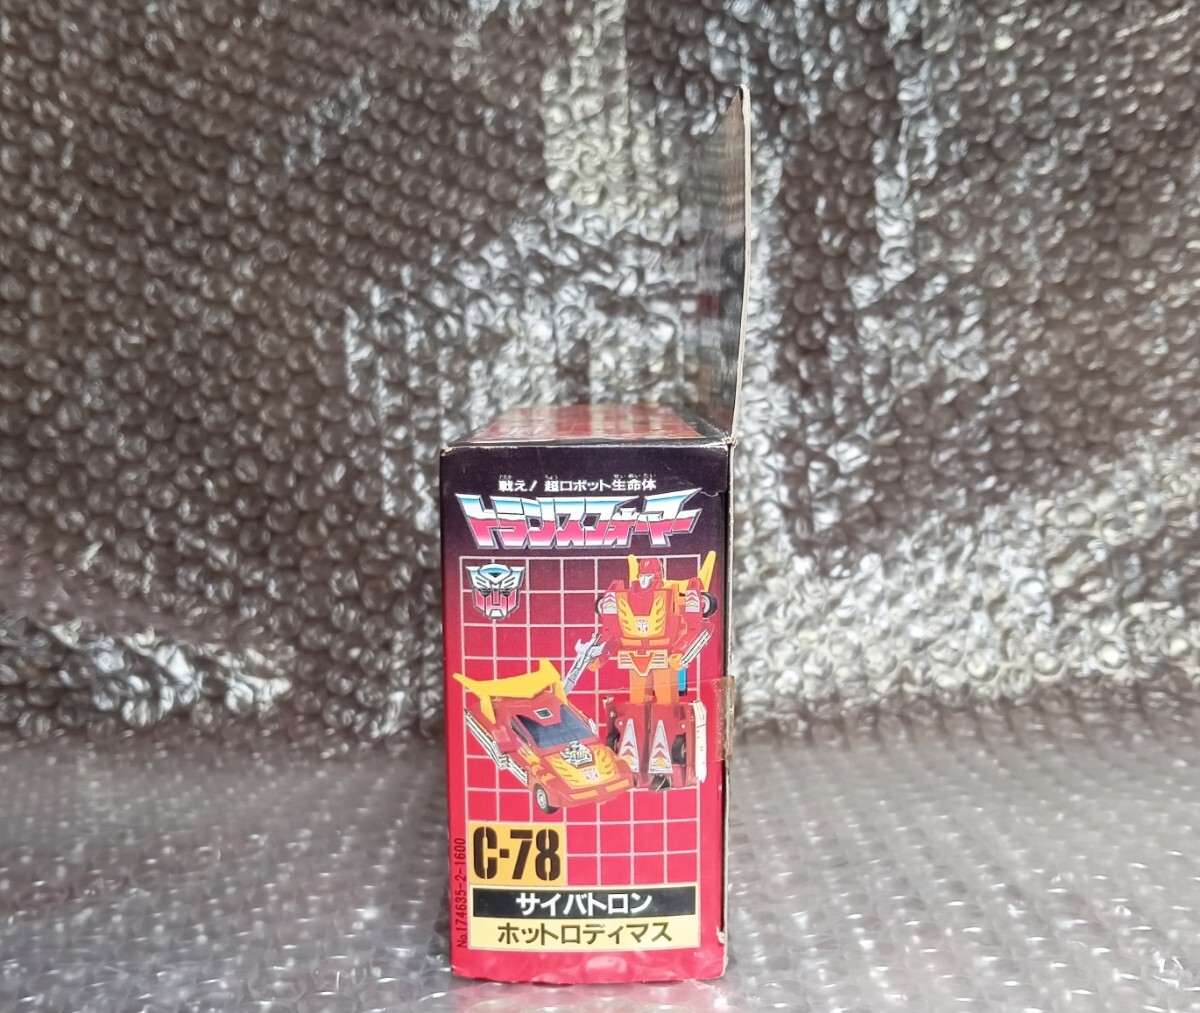 戦え！超ロボット生命体
トランスフォーマー
C-78
サイバトロン
ホットロディマス
No.174635-2-1600